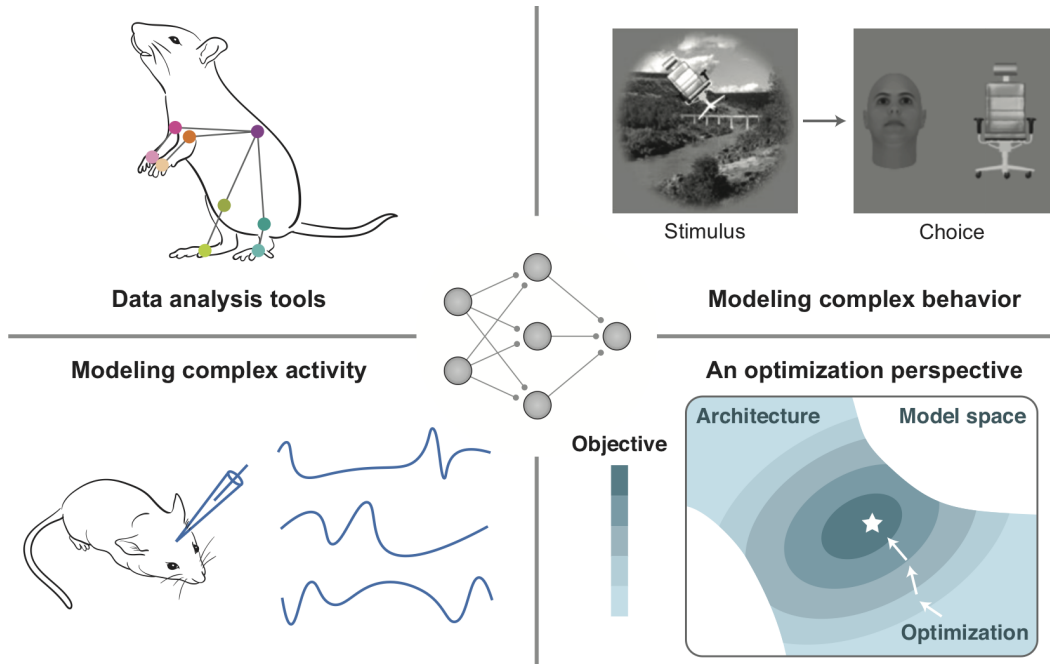 Stimulus
Choice
Data analysis tools
Modeling complex behavior
Modeling complex activity
An optimization perspective
Objective
Architecture
Model space
Optimization